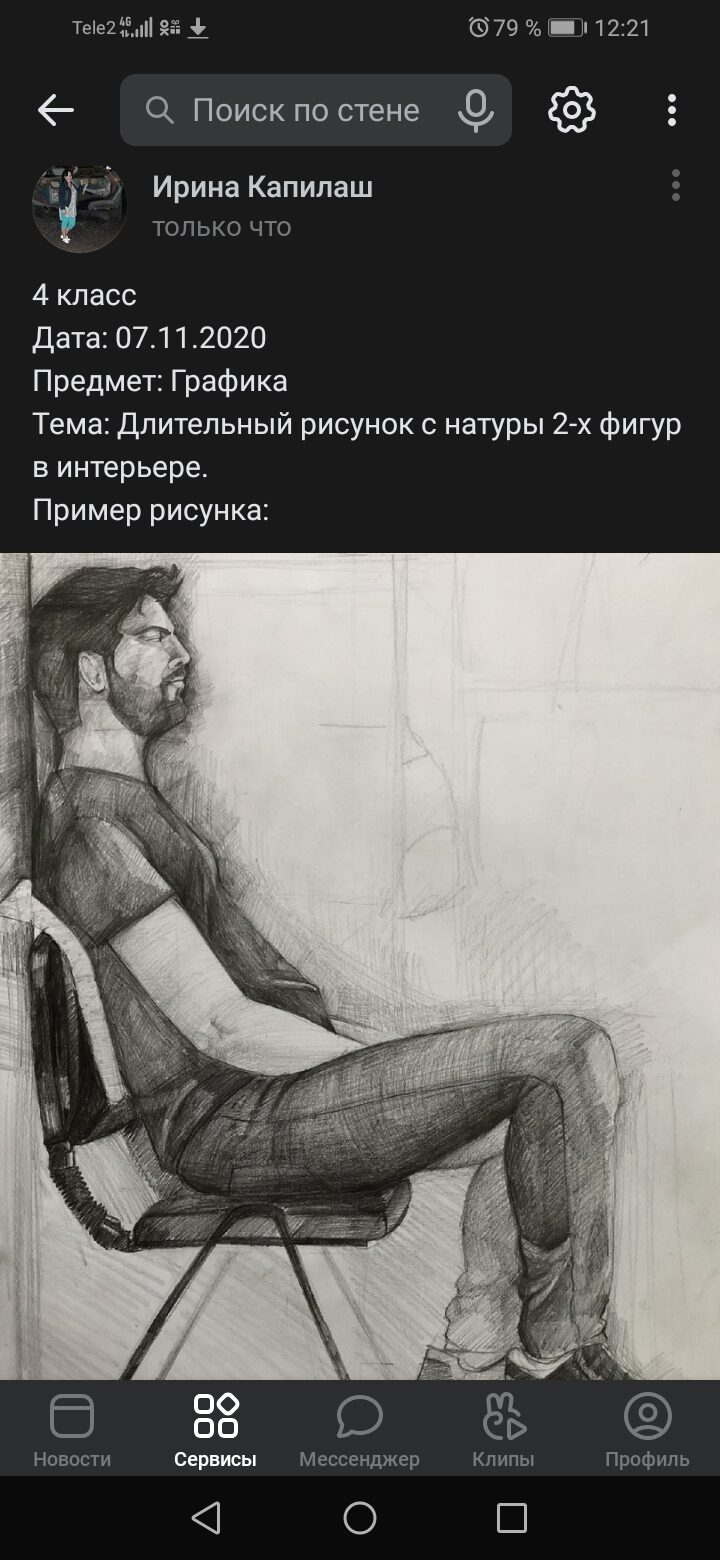 Tele2 4G 79 % 12:21
Поиск по стене
Ирина Капилаш
только что
4 класс
Дата: 07.11.2020
Предмет: Графика
Тема: Длительный рисунок с натуры 2-х фигур
в интерьере.
Пример рисунка:
Новости Сервисы Мессенджер Клипы Профиль